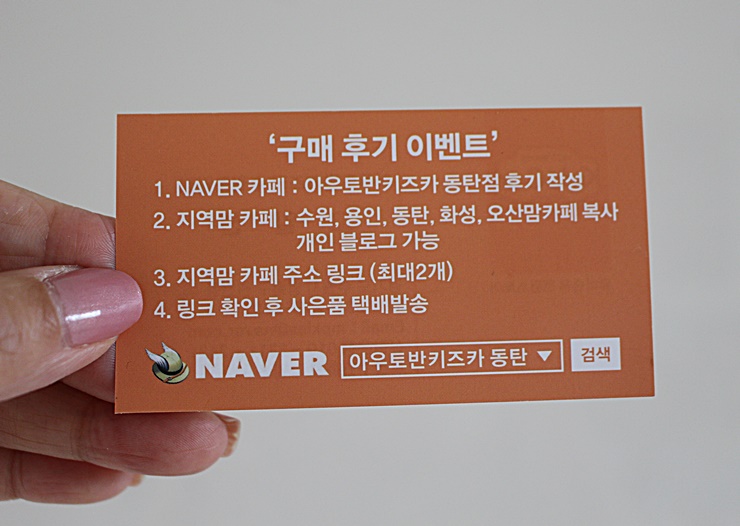 ‘구매 후기 이벤트’
1. NAVER 카페 : 아우토반키즈카 동탄점 후기 작성
2. 지역맘 카페 : 수원, 용인, 동탄, 화성, 오산맘카페 복사
개인 블로그 가능
3. 지역맘 카페 주소 링크 (최대2개)
4. 링크 확인 후 사은품 택배발송
NAVER 아우토반키즈카 동탄 ▼ 검색